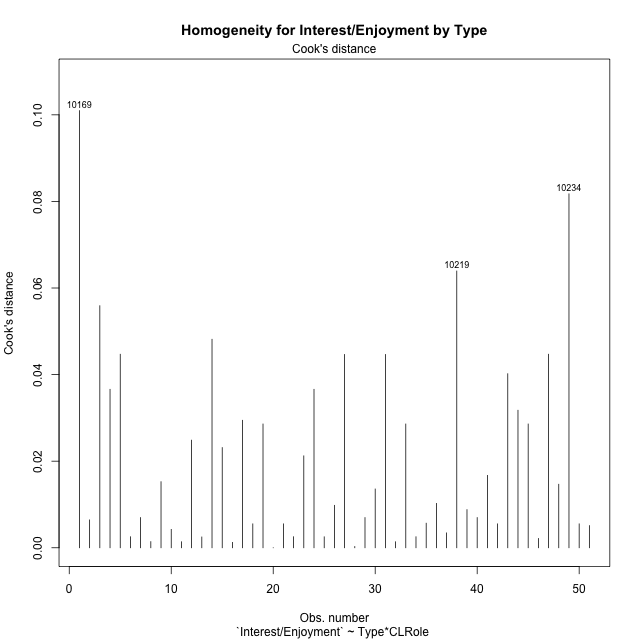 Homogeneity for Interest/Enjoyment by Type
Cook's distance
10169
10234
10219
Cook's distance
0.10
0.08
0.06
0.04
0.02
0.00
0 10 20 30 40 50
Obs. number
`Interest/Enjoyment` ~ Type*CLRole